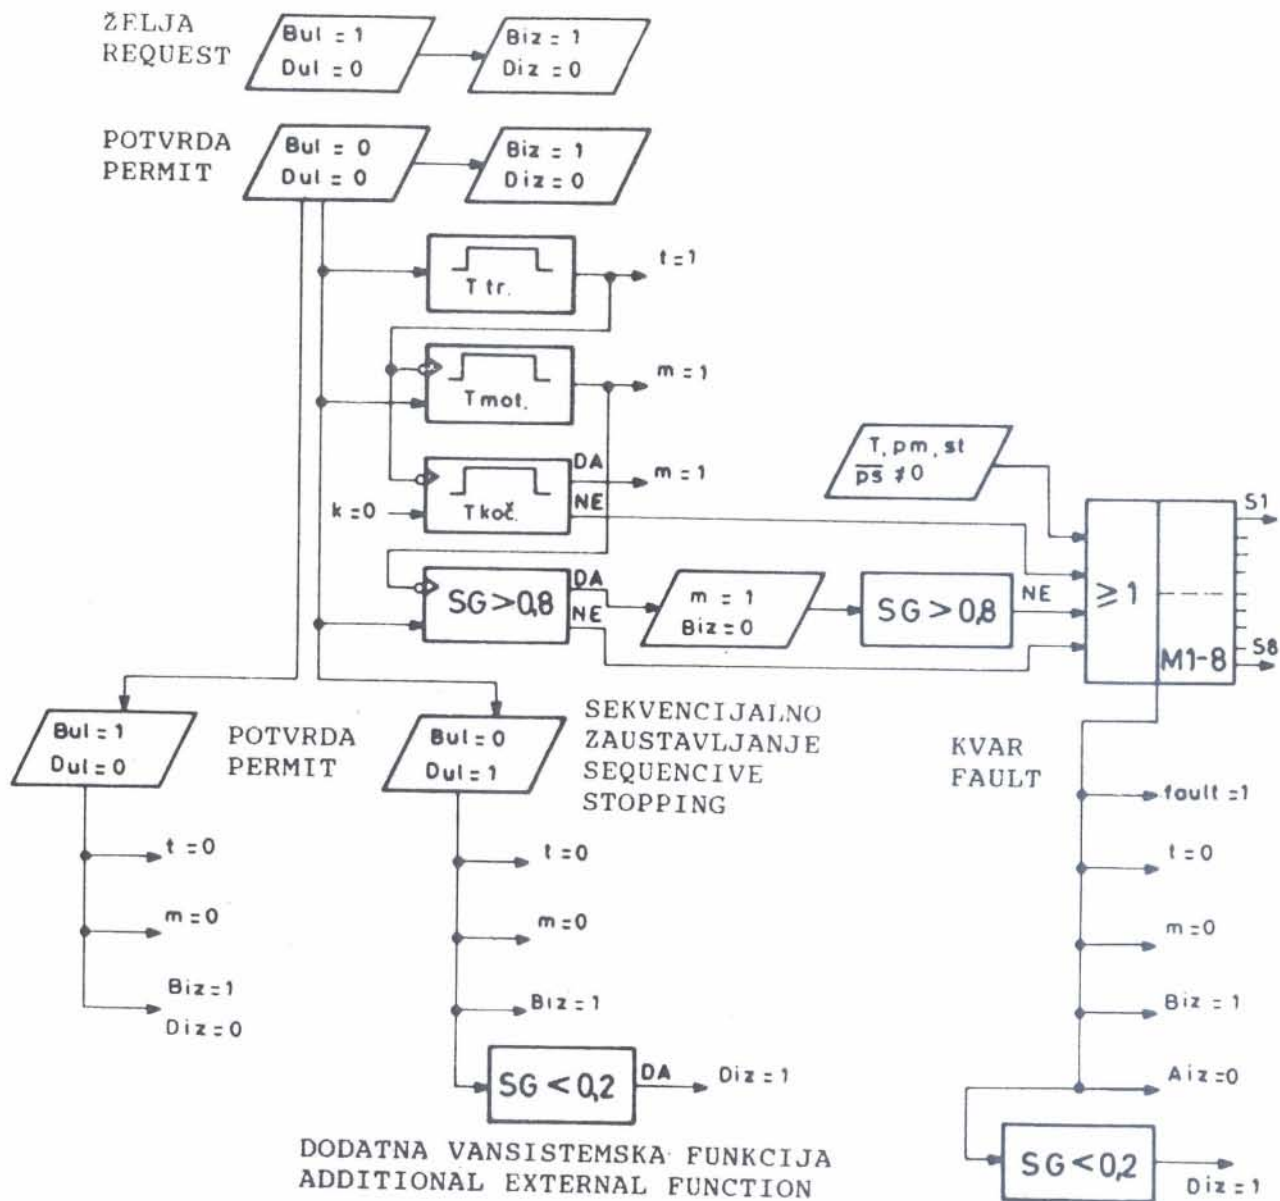 ŽELJA
REQUEST
Bul = 1
Dul = 0
Biz = 1
Diz = 0
POTVRDA
PERMIT
Bul = 0
Dul = 0
Biz = 1
Diz = 0
T tr.
t = 1
T mot.
m = 1
k = 0
T koč.
DA
NE
m = 1
T, pm, st
p̅s̅ ≠ 0
SG > 0,8
DA
NE
m = 1
Biz = 0
SG > 0,8
NE
≥ 1
M1-8
S1
S8
Bul = 1
Dul = 0
POTVRDA
PERMIT
t = 0
m = 0
Biz = 1
Diz = 0
Bul = 0
Dul = 1
SEKVENCIJALNO
ZAUSTAVLJANJE
SEQUENCIVE
STOPPING
t = 0
m = 0
Biz = 1
SG < 0,2
DA
Diz = 1
KVAR
FAULT
fault = 1
t = 0
m = 0
Biz = 1
Aiz = 0
SG < 0,2
Diz = 1
DODATNA VANSISTEMSKA FUNKCIJA
ADDITIONAL EXTERNAL FUNCTION